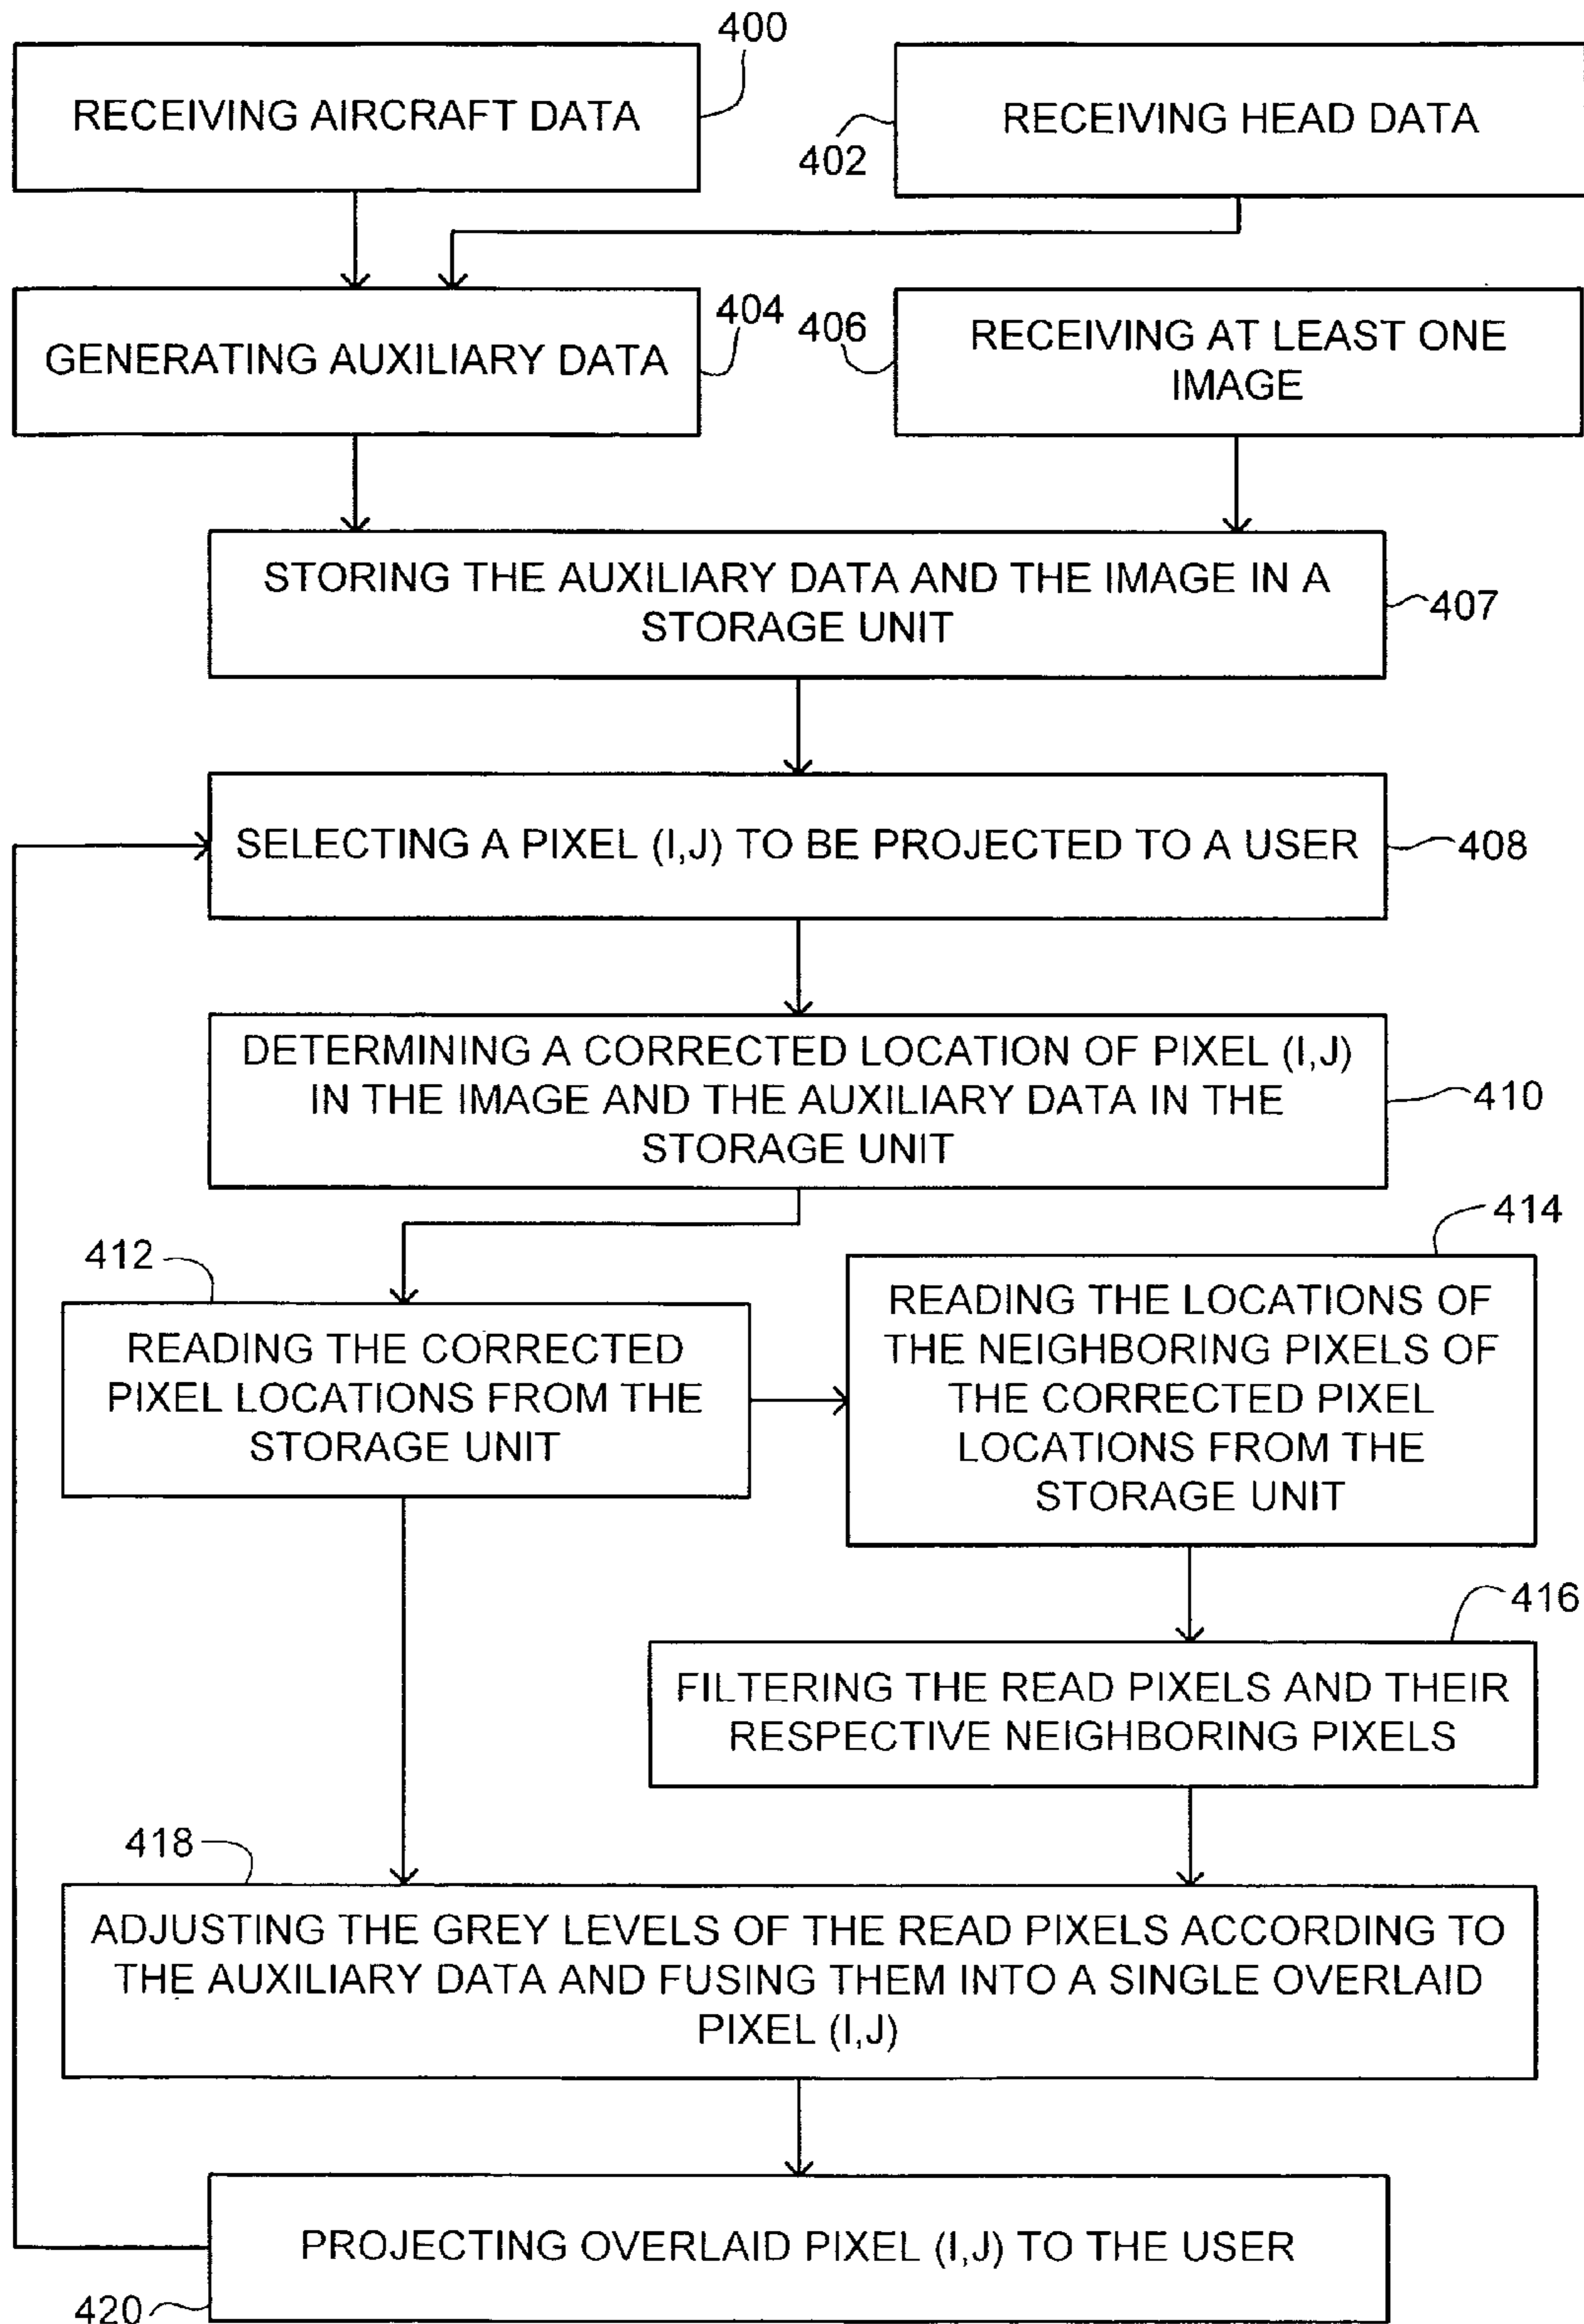 400
RECEIVING AIRCRAFT DATA
402
RECEIVING HEAD DATA
GENERATING AUXILIARY DATA
404
406
RECEIVING AT LEAST ONE
IMAGE
STORING THE AUXILIARY DATA AND THE IMAGE IN A
STORAGE UNIT
407
SELECTING A PIXEL (I,J) TO BE PROJECTED TO A USER
408
DETERMINING A CORRECTED LOCATION OF PIXEL (I,J)
IN THE IMAGE AND THE AUXILIARY DATA IN THE
STORAGE UNIT
410
412
READING THE CORRECTED
PIXEL LOCATIONS FROM THE
STORAGE UNIT
414
READING THE LOCATIONS OF
THE NEIGHBORING PIXELS OF
THE CORRECTED PIXEL
LOCATIONS FROM THE
STORAGE UNIT
416
FILTERING THE READ PIXELS AND THEIR
RESPECTIVE NEIGHBORING PIXELS
418
ADJUSTING THE GREY LEVELS OF THE READ PIXELS ACCORDING TO
THE AUXILIARY DATA AND FUSING THEM INTO A SINGLE OVERLAID
PIXEL (I,J)
PROJECTING OVERLAID PIXEL (I,J) TO THE USER
420